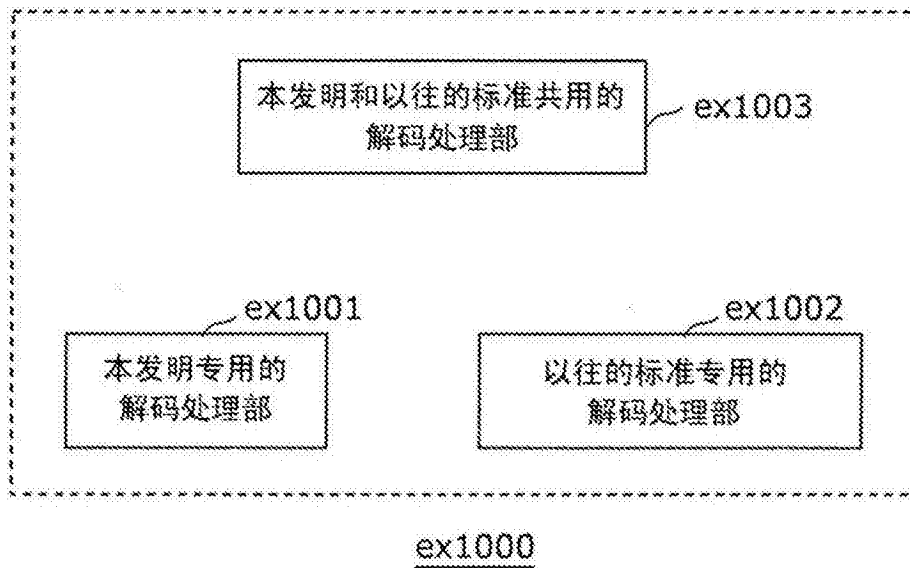 本发明和以往的标准共用的
解码处理部
ex1003
ex1001
本发明专用的
解码处理部
ex1002
以往的标准专用的
解码处理部
ex1000